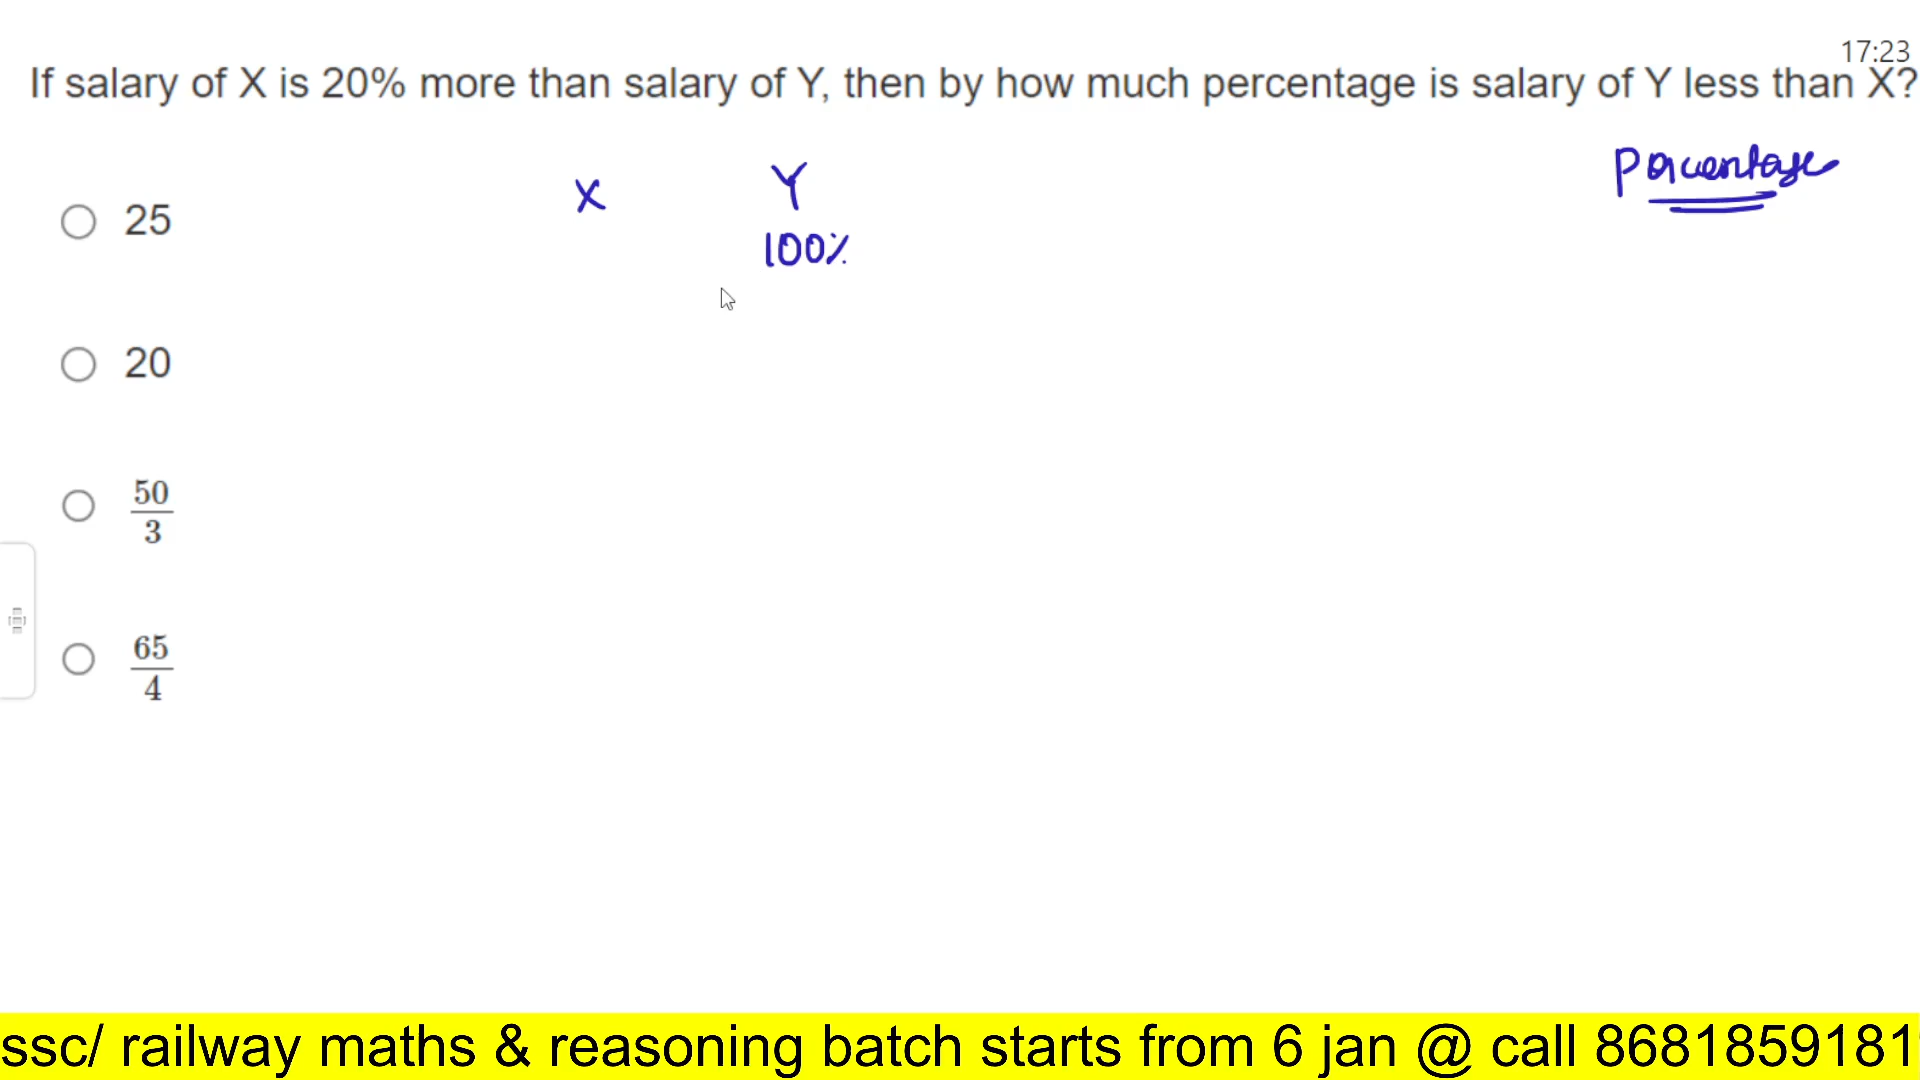 17:23
If salary of X is 20% more than salary of Y, then by how much percentage is salary of Y less than X?
Percentage
X Y
25
100%
20
50
3
65
4
ssc/ railway maths & reasoning batch starts from 6 jan @ call 8681859181